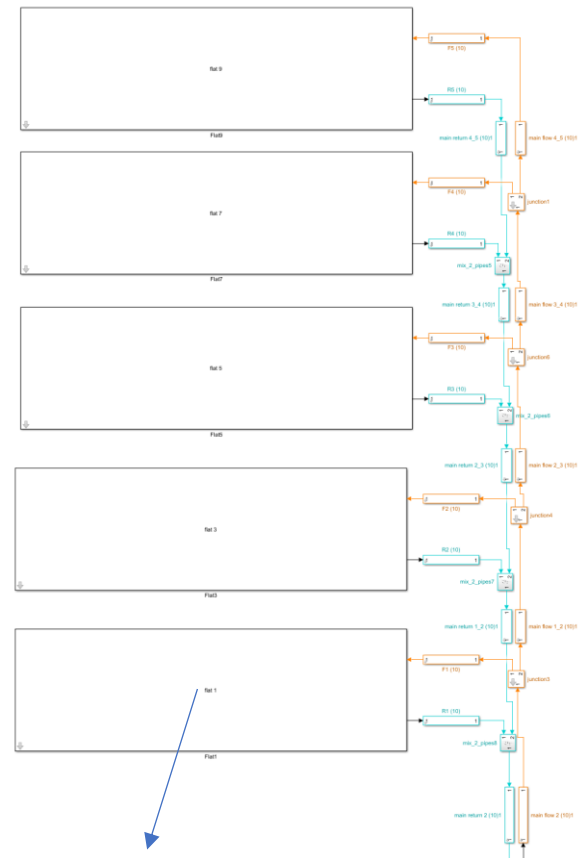 F5 (10)
flat 9
R5 (10)
Flat9
main return 4_5 (10)1
main flow 4_5 (10)1
F4 (10)
junction7
flat 7
R4 (10)
mix_2_pipes5
Flat7
main return 3_4 (10)1
main flow 3_4 (10)1
F3 (10)
junction6
flat 5
R3 (10)
mix_2_pipes6
Flat5
main return 2_3 (10)1
main flow 2_3 (10)1
F2 (10)
junction4
flat 3
R2 (10)
mix_2_pipes7
Flat3
main return 1_2 (10)1
main flow 1_2 (10)1
F1 (10)
junction3
flat 1
R1 (10)
mix_2_pipes8
Flat1
main return 2 (10)1
main flow 2 (10)1